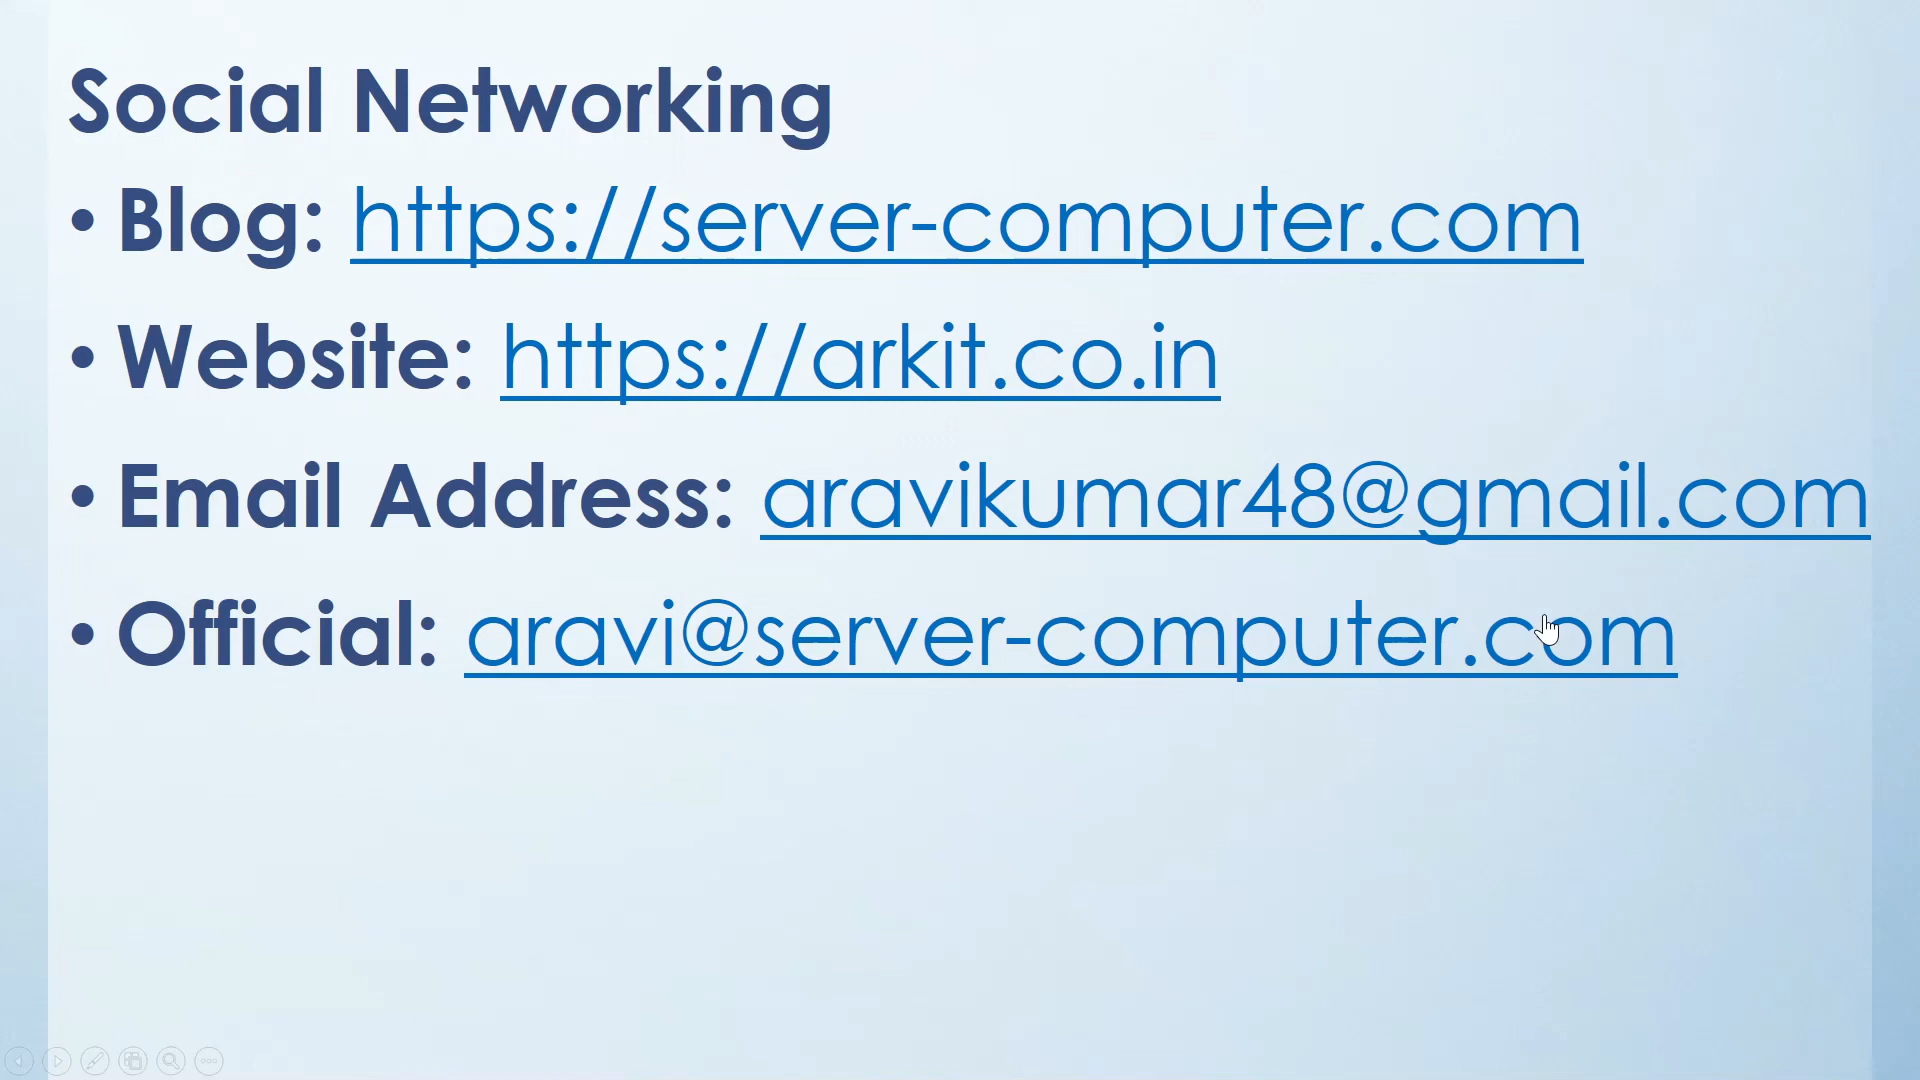 Social Networking
• Blog: https://server-computer.com
• Website: https://arkit.co.in
• Email Address: aravikumar48@gmail.com
• Official: aravi@server-computer.com